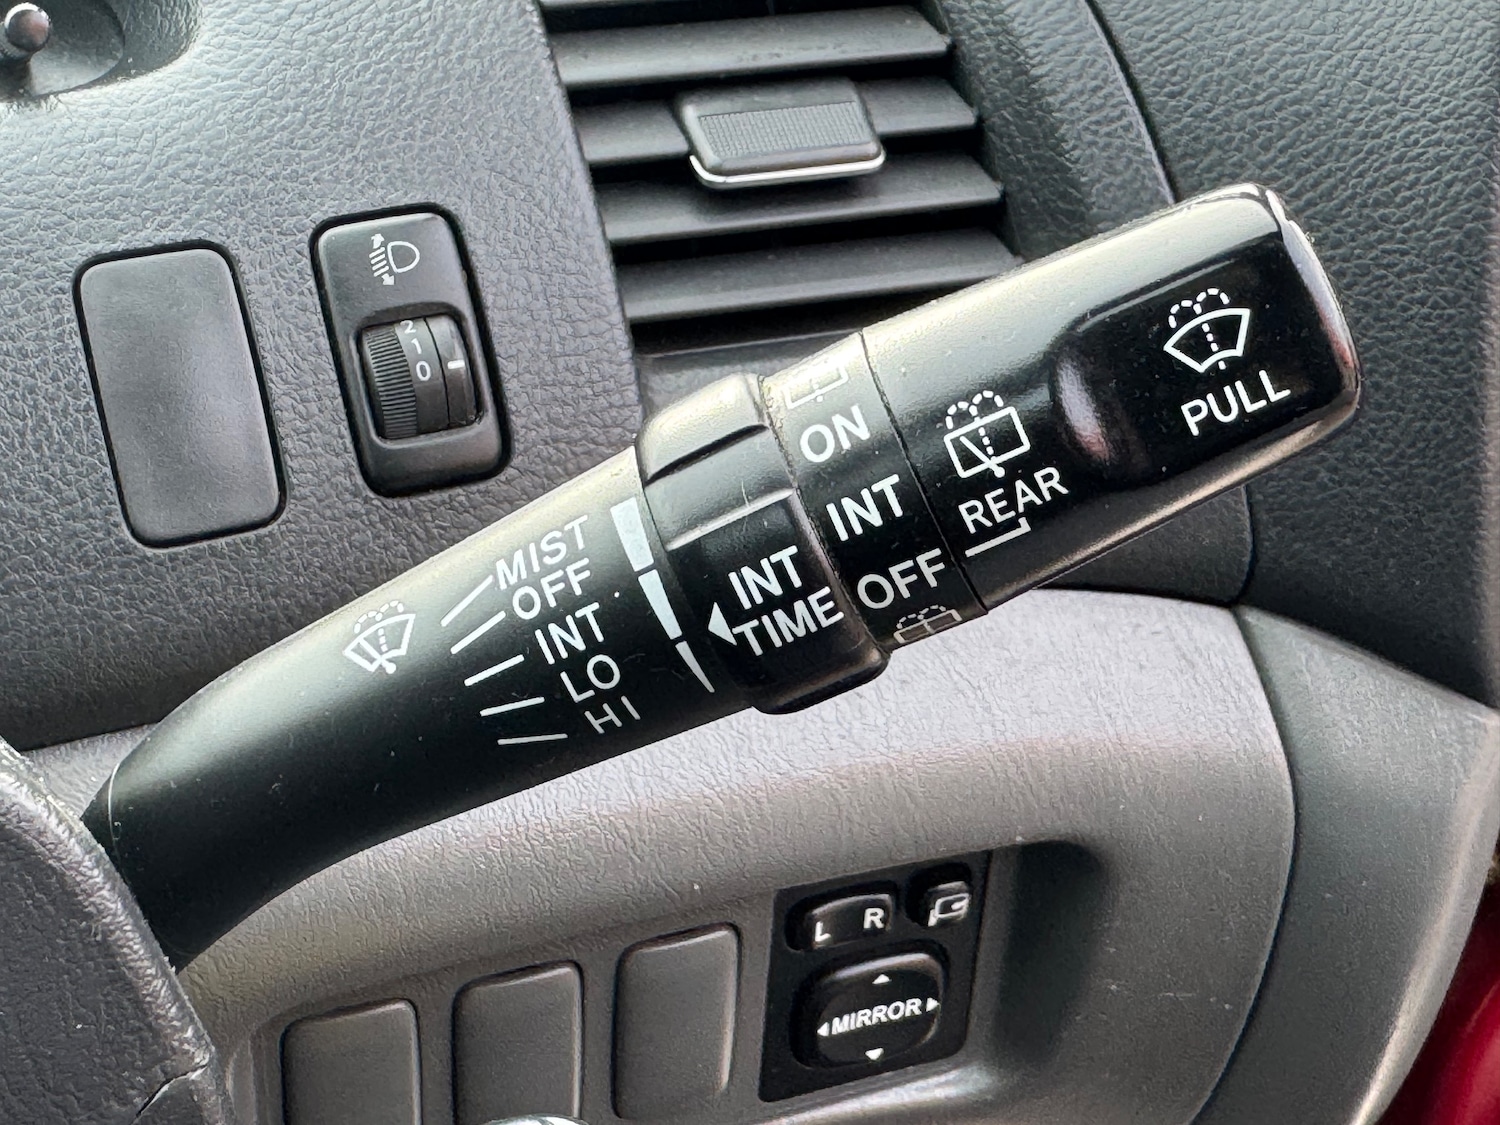 2
1
0
PULL
ON
INT
OFF
REAR
INT
TIME
MIST
OFF
INT
LO
HI
L R
MIRROR